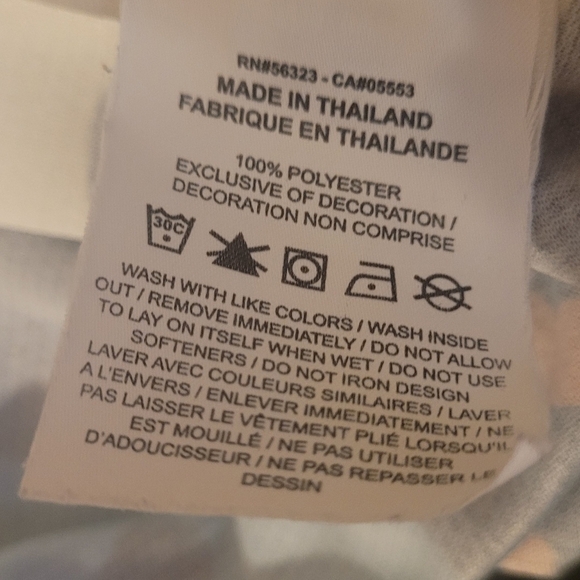 RN#56323 - CA#05553
MADE IN THAILAND
FABRIQUE EN THAILANDE
100% POLYESTER
EXCLUSIVE OF DECORATION /
DECORATION NON COMPRISE
30C
WASH WITH LIKE COLORS / WASH INSIDE
OUT / REMOVE IMMEDIATELY / DO NOT ALLOW
TO LAY ON ITSELF WHEN WET / DO NOT USE
SOFTENERS / DO NOT IRON DESIGN
LAVER AVEC COULEURS SIMILAIRES / LAVER
A L'ENVERS / ENLEVER IMMEDIATEMENT / NE
PAS LAISSER LE VÊTEMENT PLIÉ LORSQU'IL
EST MOUILLÉ / NE PAS UTILISER
D'ADOUCISSEUR / NE PAS REPASSER LE
DESSIN